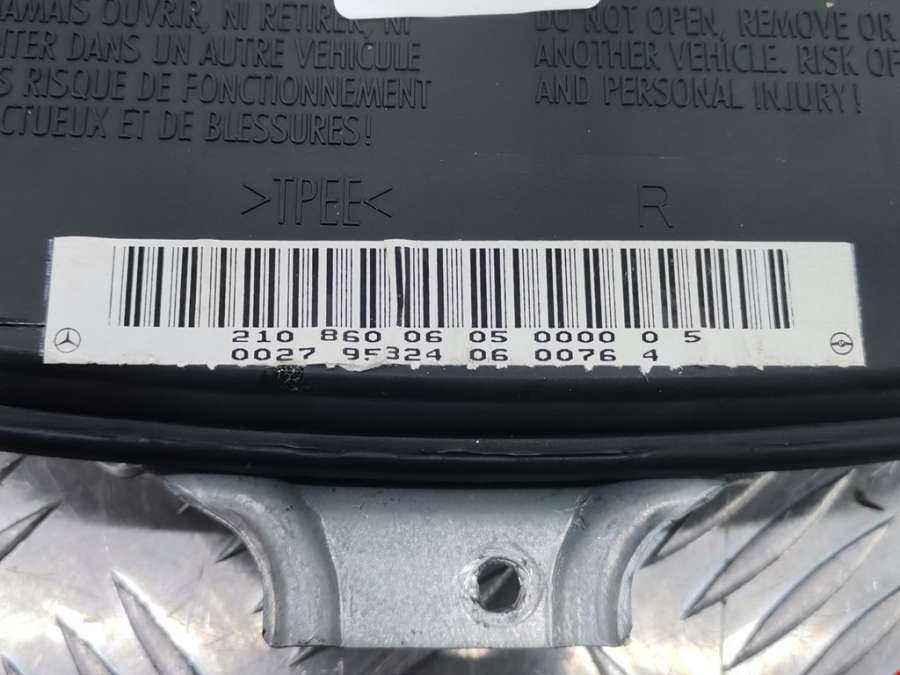 JAMAIS OUVRIR, NI RETIRER, NI
DANS UN AUTRE VEHICULE
RISQUE DE FONCTIONNEMENT
ET DE BLESSURES!
DO NOT OPEN, REMOVE OR
ANOTHER VEHICLE. RISK OF
AND PERSONAL INJURY!
>TPEE<
R
210 860 06 05 0000 0 5
0027 95324 06 0076 4